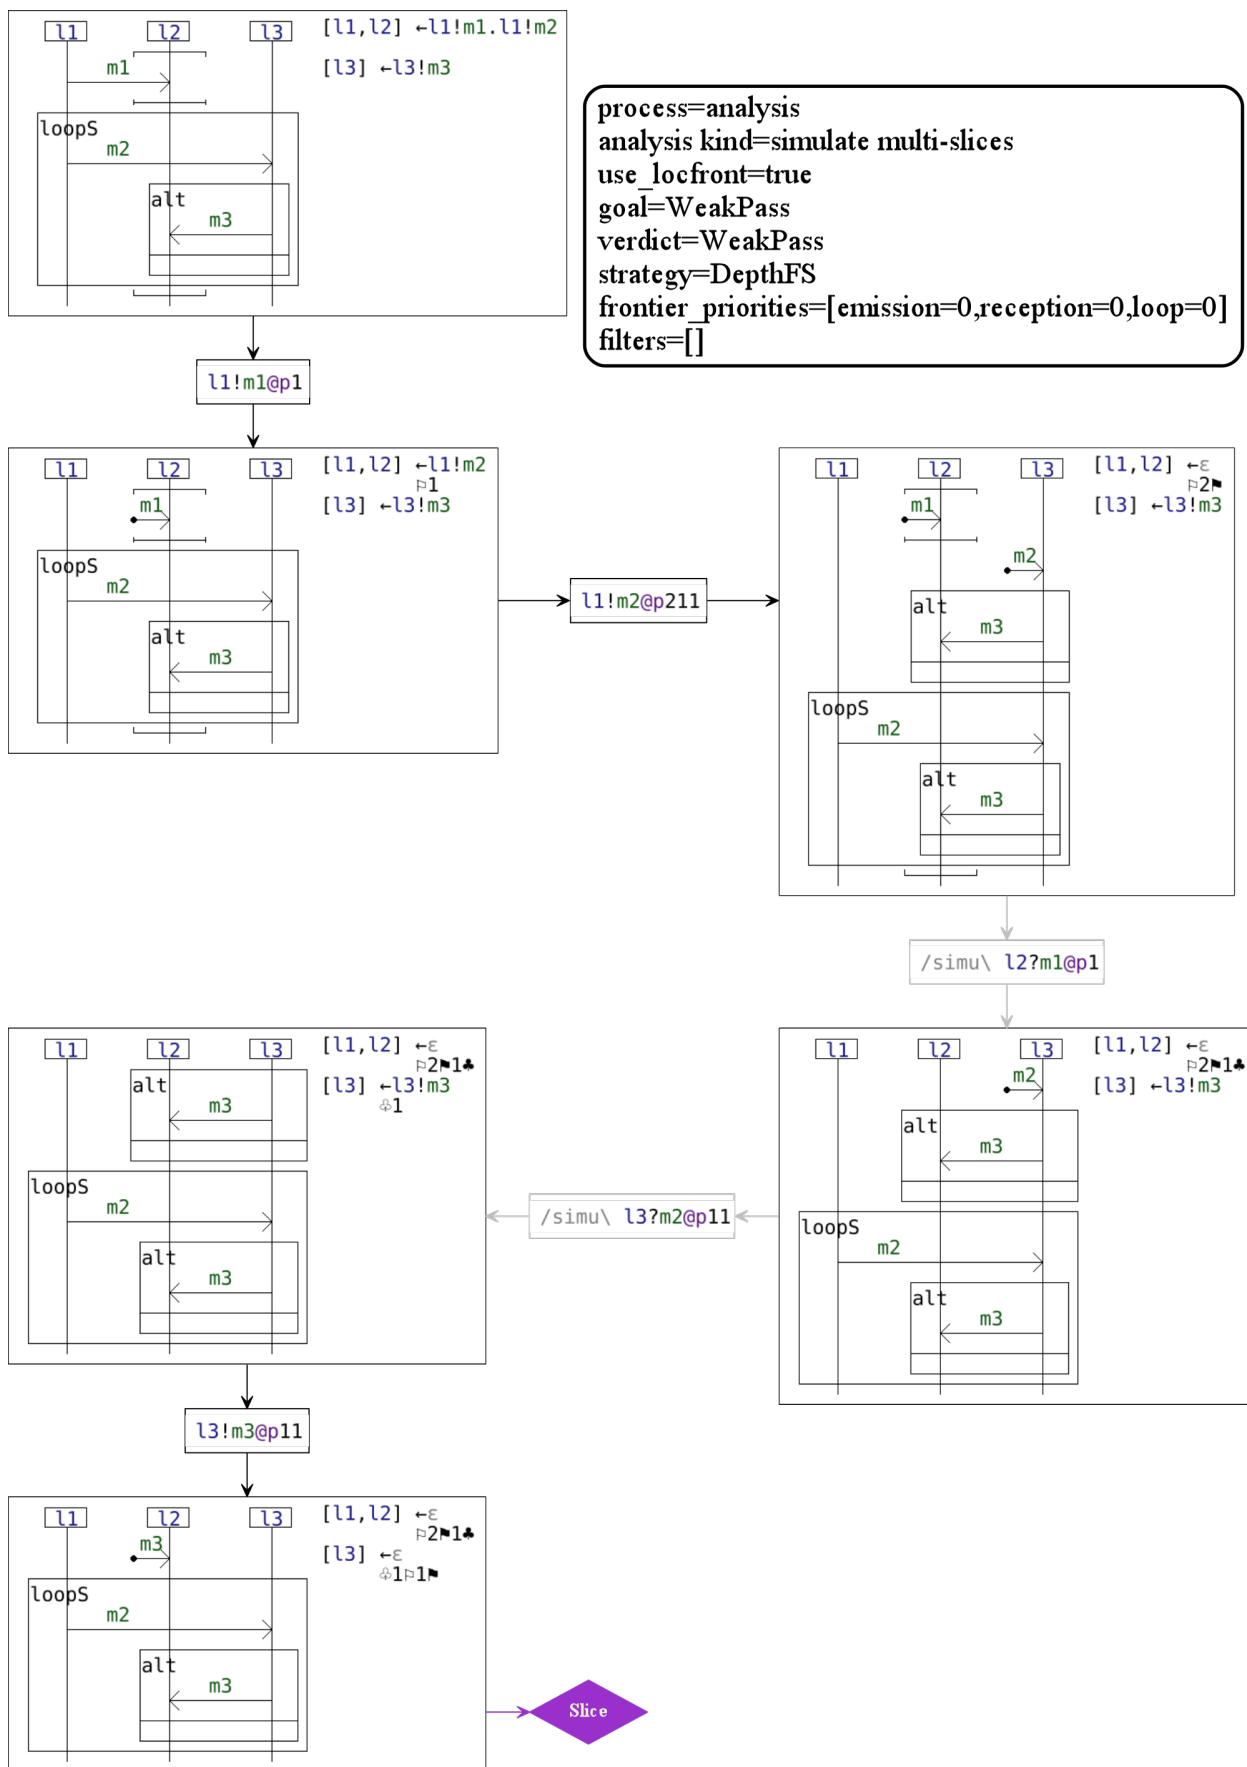 l1 l2 l3 [l1,l2] ←l1!m1.l1!m2
m1 [l3] ←l3!m3
loopS
m2
alt
m3
process=analysis
analysis kind=simulate multi-slices
use_locfront=true
goal=WeakPass
verdict=WeakPass
strategy=DepthFS
frontier_priorities=[emission=0,reception=0,loop=0]
filters=[]
l1!m1@p1
l1 l2 l3 [l1,l2] ←l1!m2
⚐1
m1 [l3] ←l3!m3
loopS
m2
alt
m3
l1!m2@p211
l1 l2 l3 [l1,l2] ←ε
⚐2⚑
m1 [l3] ←l3!m3
m2
alt
m3
loopS
m2
alt
m3
/simu\ l2?m1@p1
l1 l2 l3 [l1,l2] ←ε
⚐2⚑1♣
m2 [l3] ←l3!m3
alt
m3
loopS
m2
alt
m3
/simu\ l3?m2@p11
l1 l2 l3 [l1,l2] ←ε
⚐2⚑1♣
alt [l3] ←l3!m3
m3 ♧1
loopS
m2
alt
m3
l3!m3@p11
l1 l2 l3 [l1,l2] ←ε
⚐2⚑1♣
m3 [l3] ←ε
♧1⚐1⚑
loopS
m2
alt
m3
Slice